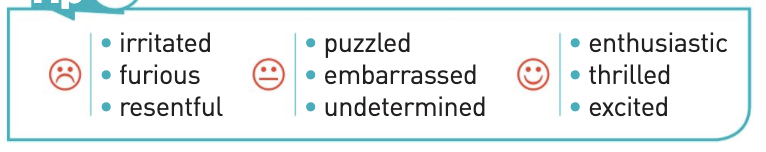 • irritated
• furious
• resentful
• puzzled
• embarrassed
• undetermined
• enthusiastic
• thrilled
• excited